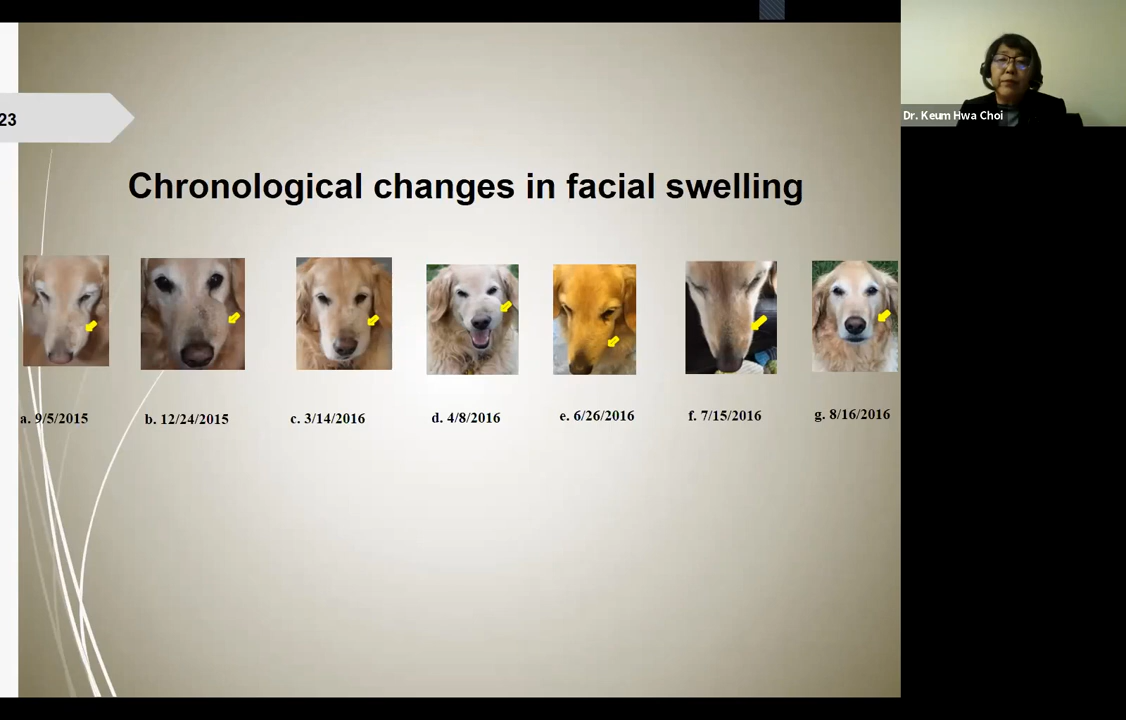 Dr. Keum Hwa Choi
23
Chronological changes in facial swelling
a. 9/5/2015
b. 12/24/2015
c. 3/14/2016
d. 4/8/2016
e. 6/26/2016
f. 7/15/2016
g. 8/16/2016